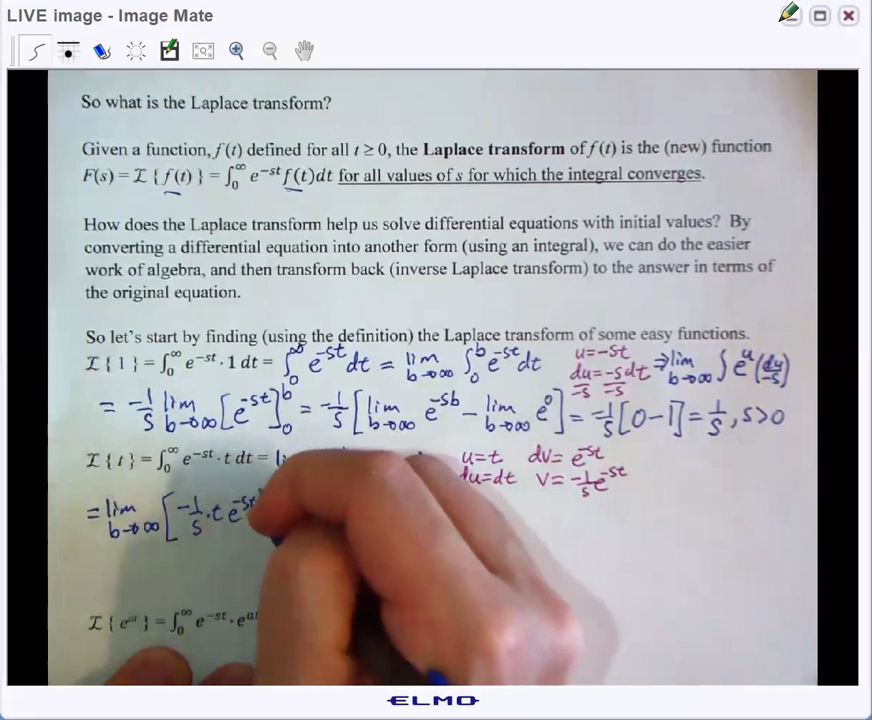 LIVE image - Image Mate
So what is the Laplace transform?
Given a function, f(t) defined for all t ≥ 0, the Laplace transform of f(t) is the (new) function
F(s) = ℒ { f(t) } = ∫₀^∞ e^(-st) f(t)dt for all values of s for which the integral converges.
How does the Laplace transform help us solve differential equations with initial values? By
converting a differential equation into another form (using an integral), we can do the easier
work of algebra, and then transform back (inverse Laplace transform) to the answer in terms of
the original equation.
So let's start by finding (using the definition) the Laplace transform of some easy functions.
ℒ { 1 } = ∫₀^∞ e^(-st) · 1 dt = ∫₀^∞ e^(-st) dt = lim b→∞ ∫₀^b e^(-st) dt u=-st du=-s dt -s -s ⇒ lim b→∞ ∫ e^u (du/-s)
= -1/s lim b→∞ [e^(-st)]₀^b = -1/s [lim b→∞ e^(-sb) - lim b→∞ e^0] = -1/s [0-1] = 1/s, s>0
ℒ { t } = ∫₀^∞ e^(-st) · t dt = u=t dv= e^(-st)
du=dt v= -1/s e^(-st)
= lim b→∞ [-1/s · t e^(-st)
ℒ { e^(at) } = ∫₀^∞ e^(-st) ·
ELMO